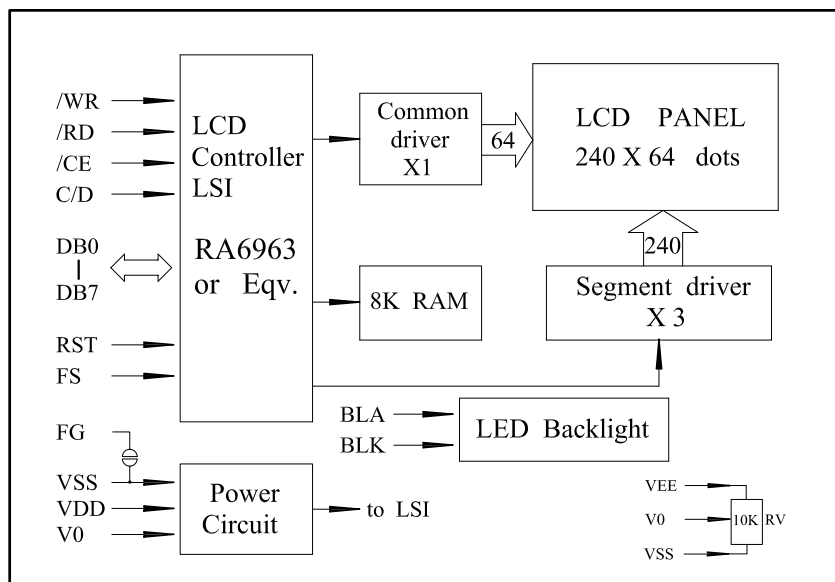 /WR
/RD
/CE
C/D
DB0
DB7
RST
FS
FG
VSS
VDD
V0
LCD
Controller
LSI
RA6963
or Eqv.
Common
driver
X1
64
LCD PANEL
240 X 64 dots
240
Segment driver
X 3
8K RAM
BLA
BLK
LED Backlight
Power
Circuit
to LSI
VEE
V0
VSS
10K
RV